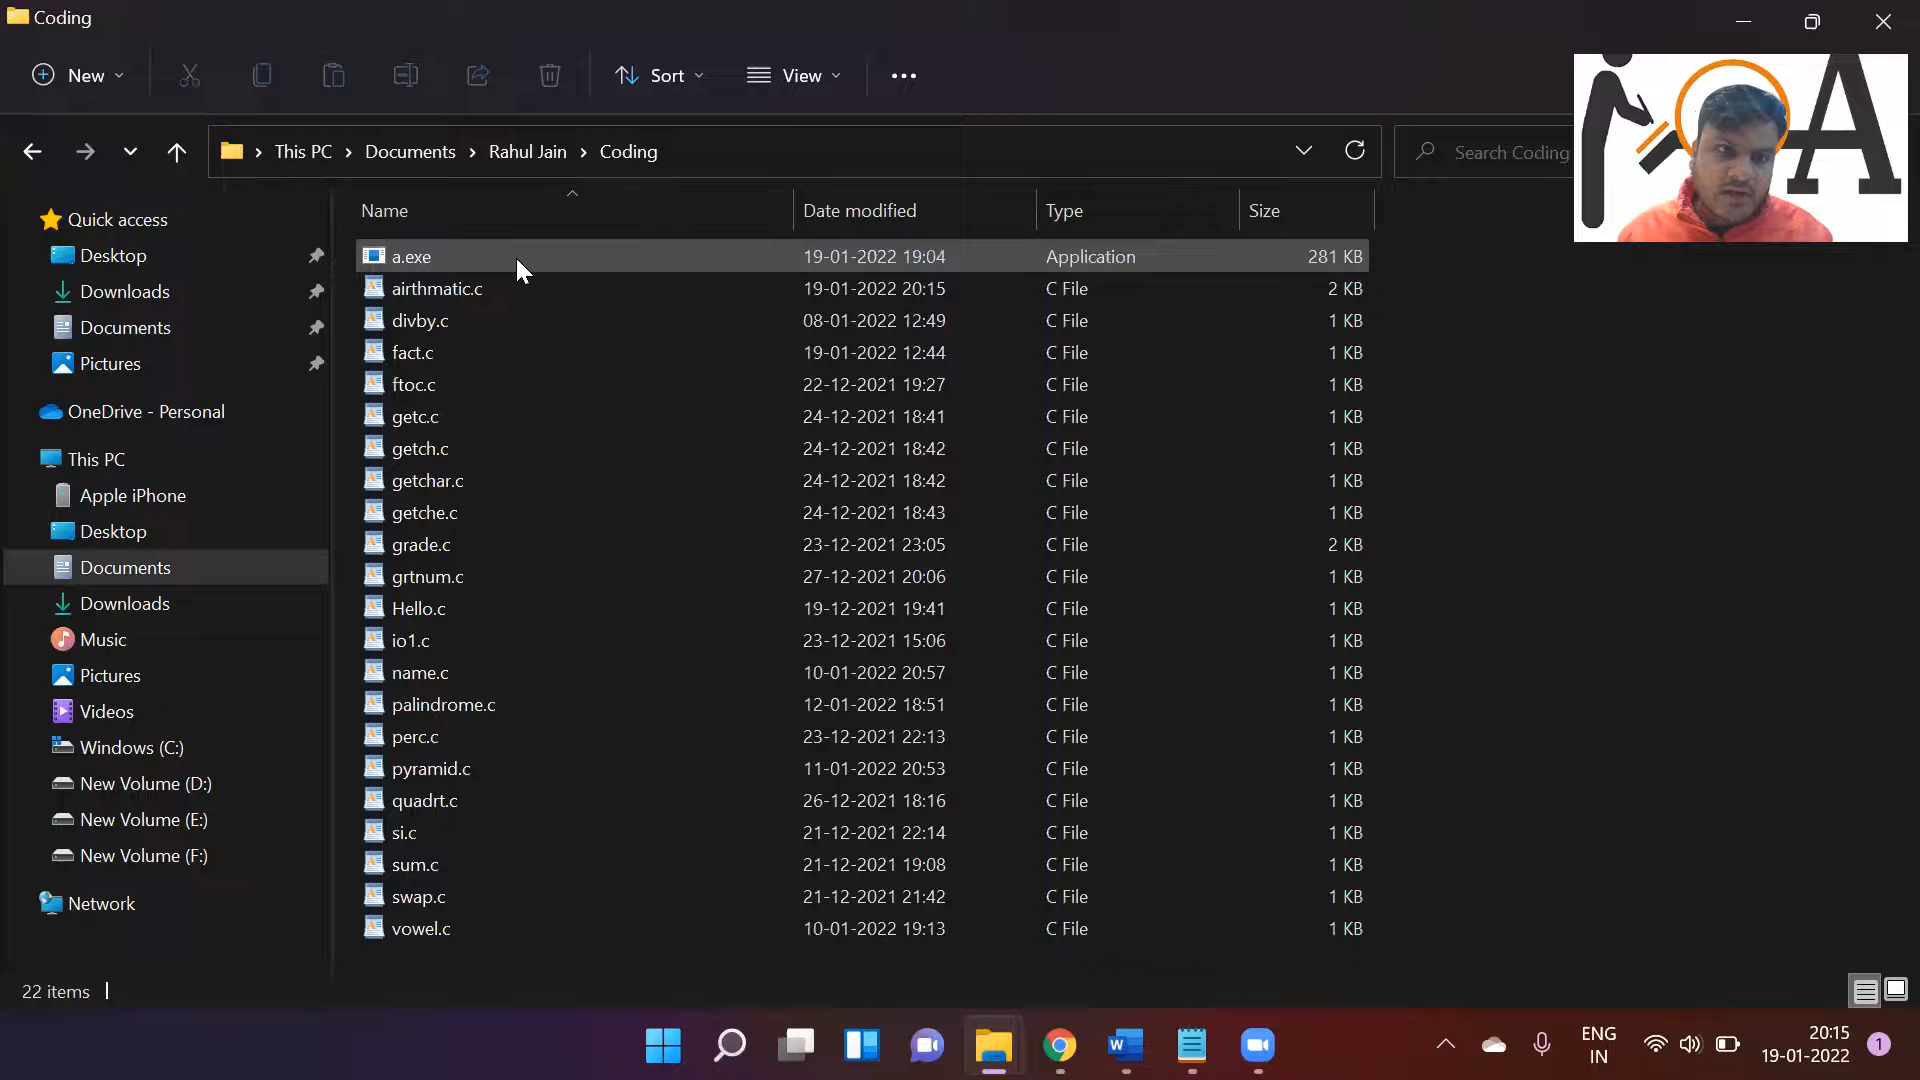 Coding
New
Sort
View
This PC > Documents > Rahul Jain > Coding
Search Coding
Name Date modified Type Size
a.exe 19-01-2022 19:04 Application 281 KB
airthmatic.c 19-01-2022 20:15 C File 2 KB
divby.c 08-01-2022 12:49 C File 1 KB
fact.c 19-01-2022 12:44 C File 1 KB
ftoc.c 22-12-2021 19:27 C File 1 KB
getc.c 24-12-2021 18:41 C File 1 KB
getch.c 24-12-2021 18:42 C File 1 KB
getchar.c 24-12-2021 18:42 C File 1 KB
getche.c 24-12-2021 18:43 C File 1 KB
grade.c 23-12-2021 23:05 C File 2 KB
grtnum.c 27-12-2021 20:06 C File 1 KB
Hello.c 19-12-2021 19:41 C File 1 KB
io1.c 23-12-2021 15:06 C File 1 KB
name.c 10-01-2022 20:57 C File 1 KB
palindrome.c 12-01-2022 18:51 C File 1 KB
perc.c 23-12-2021 22:13 C File 1 KB
pyramid.c 11-01-2022 20:53 C File 1 KB
quadrt.c 26-12-2021 18:16 C File 1 KB
si.c 21-12-2021 22:14 C File 1 KB
sum.c 21-12-2021 19:08 C File 1 KB
swap.c 21-12-2021 21:42 C File 1 KB
vowel.c 10-01-2022 19:13 C File 1 KB
Quick access
Desktop
Downloads
Documents
Pictures
OneDrive - Personal
This PC
Apple iPhone
Desktop
Documents
Downloads
Music
Pictures
Videos
Windows (C:)
New Volume (D:)
New Volume (E:)
New Volume (F:)
Network
22 items
A
W
ENG
IN
20:15
19-01-2022
1